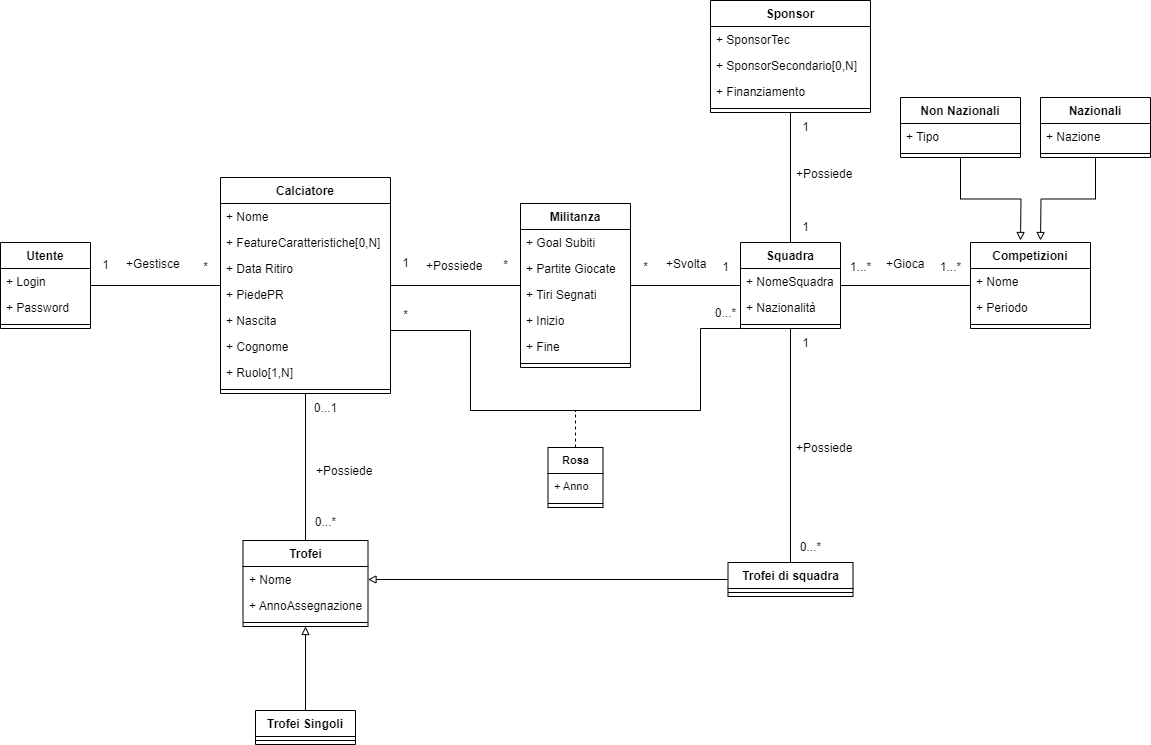 Sponsor
+ SponsorTec
+ SponsorSecondario[0,N]
+ Finanziamento
1
+Possiede
1
Non Nazionali
+ Tipo
Nazionali
+ Nazione
Utente
+ Login
+ Password
1
+Gestisce
*
Calciatore
+ Nome
+ FeatureCaratteristiche[0,N]
+ Data Ritiro
+ PiedePR
+ Nascita
+ Cognome
+ Ruolo[1,N]
1
+Possiede
*
*
Militanza
+ Goal Subiti
+ Partite Giocate
+ Tiri Segnati
+ Inizio
+ Fine
*
+Svolta
1
0...*
Squadra
+ NomeSquadra
+ Nazionalità
1...*
+Gioca
1...*
Competizioni
+ Nome
+ Periodo
1
+Possiede
0...*
0...1
+Possiede
0...*
Rosa
+ Anno
Trofei
+ Nome
+ AnnoAssegnazione
Trofei di squadra
Trofei Singoli